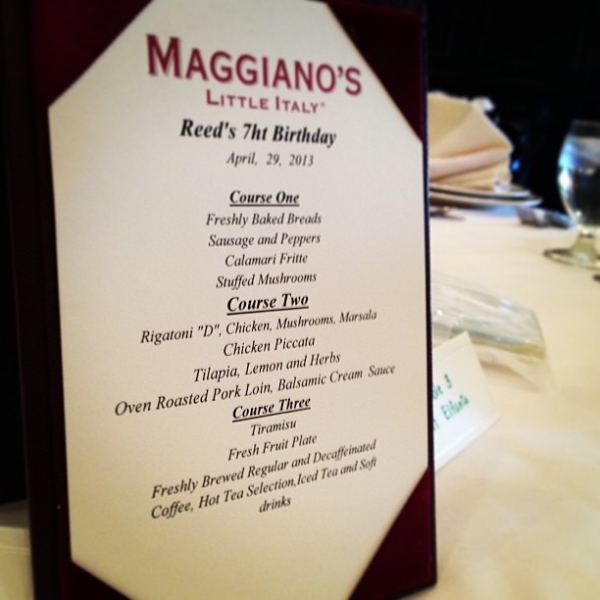 MAGGIANO'S
LITTLE ITALY®
Reed's 7ht Birthday
April, 29, 2013
Course One
Freshly Baked Breads
Sausage and Peppers
Calamari Fritte
Stuffed Mushrooms
Course Two
Rigatoni "D", Chicken, Mushrooms, Marsala
Chicken Piccata
Tilapia, Lemon and Herbs
Oven Roasted Pork Loin, Balsamic Cream Sauce
Course Three
Tiramisu
Fresh Fruit Plate
Freshly Brewed Regular and Decaffeinated
Coffee, Hot Tea Selection,Iced Tea and Soft
drinks